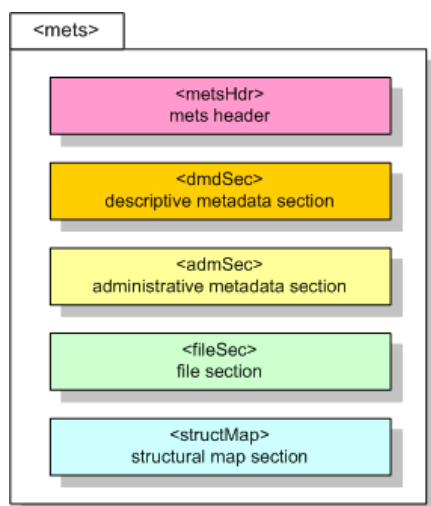 <mets>
<metsHdr>
mets header
<dmdSec>
descriptive metadata section
<admSec>
administrative metadata section
<fileSec>
file section
<structMap>
structural map section